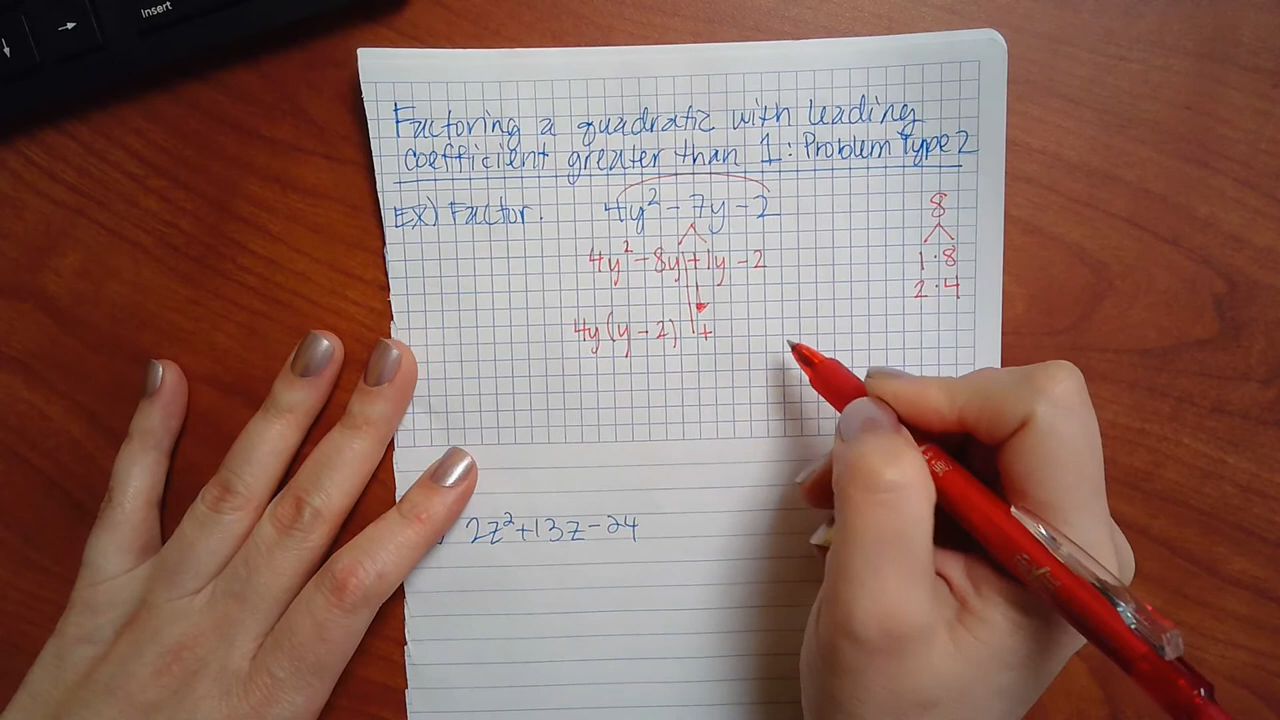 Insert
Factoring a quadratic with leading
coefficient greater than 1: Problem Type 2
Ex) Factor. 4y² - 7y - 2
8
4y² - 8y + 1y - 2
1·8
2·4
4y(y - 2) +
2z²+13z-24